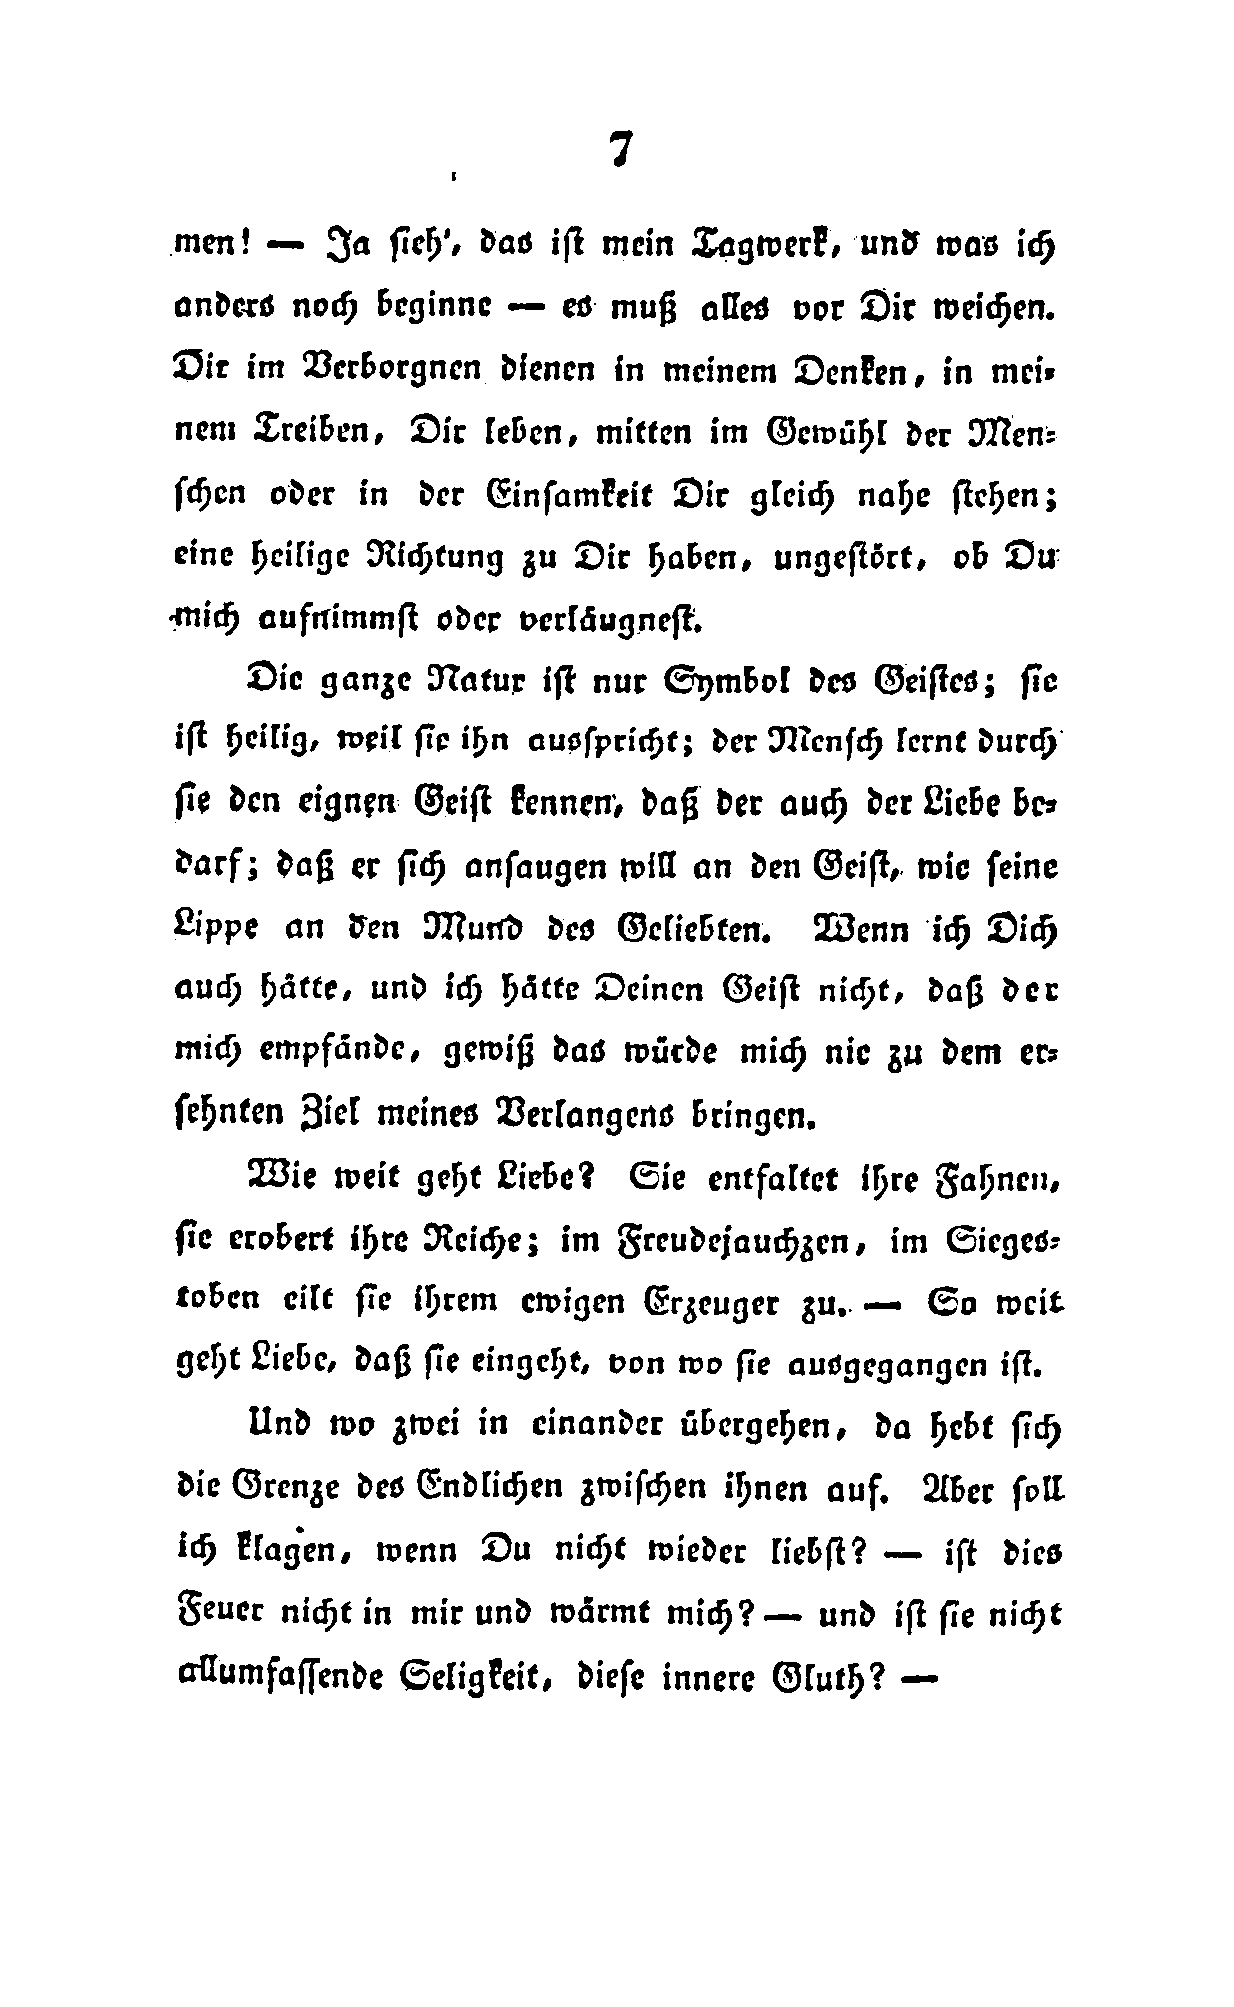 7
men! — Ja ſieh', das iſt mein Tagwerk, und was ich
anders noch beginne — es muß alles vor Dir weichen.
Dir im Verborgnen dienen in meinem Denken, in mei-
nem Treiben, Dir leben, mitten im Gewühl der Men-
ſchen oder in der Einſamkeit Dir gleich nahe ſtehen;
eine heilige Richtung zu Dir haben, ungeſtört, ob Du
mich aufnimmſt oder verläugneſt.
Die ganze Natur iſt nur Symbol des Geiſtes; ſie
iſt heilig, weil ſie ihn ausſpricht; der Menſch lernt durch
ſie den eignen Geiſt kennen, daß der auch der Liebe be-
darf; daß er ſich anſaugen will an den Geiſt, wie ſeine
Lippe an den Mund des Geliebten. Wenn ich Dich
auch hätte, und ich hätte Deinen Geiſt nicht, daß der
mich empfände, gewiß das würde mich nie zu dem er-
ſehnten Ziel meines Verlangens bringen.
Wie weit geht Liebe? Sie entfaltet ihre Fahnen,
ſie erobert ihre Reiche; im Freudejauchzen, im Sieges-
toben eilt ſie ihrem ewigen Erzeuger zu. — So weit
geht Liebe, daß ſie eingeht, von wo ſie ausgegangen iſt.
Und wo zwei in einander übergehen, da hebt ſich
die Grenze des Endlichen zwiſchen ihnen auf. Aber ſoll
ich klagen, wenn Du nicht wieder liebſt? — iſt dies
Feuer nicht in mir und wärmt mich? — und iſt ſie nicht
allumfaſſende Seligkeit, dieſe innere Gluth? —